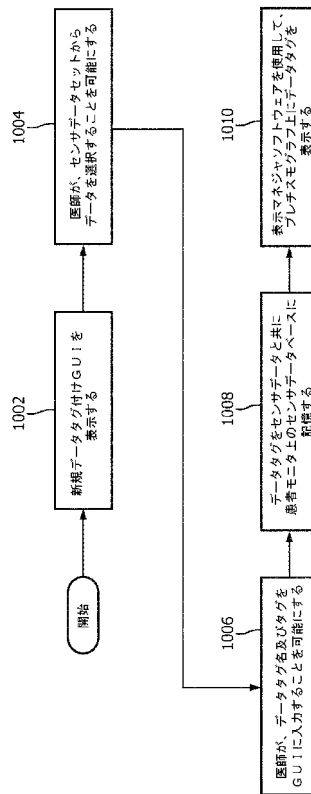 開始
1002
新規データタグ付けGUIを
表示する
1004
医師が、センサデータセットから
データを選択することを可能にする
1006
医師が、データタグ名及びタグを
GUIに入力することを可能にする
1008
データタグをセンサデータと共に
患者モニタ上のセンサデータベースに
記憶する
1010
表示マネジャソフトウェアを使用して、
プレチスモグラフ上にデータタグを
表示する